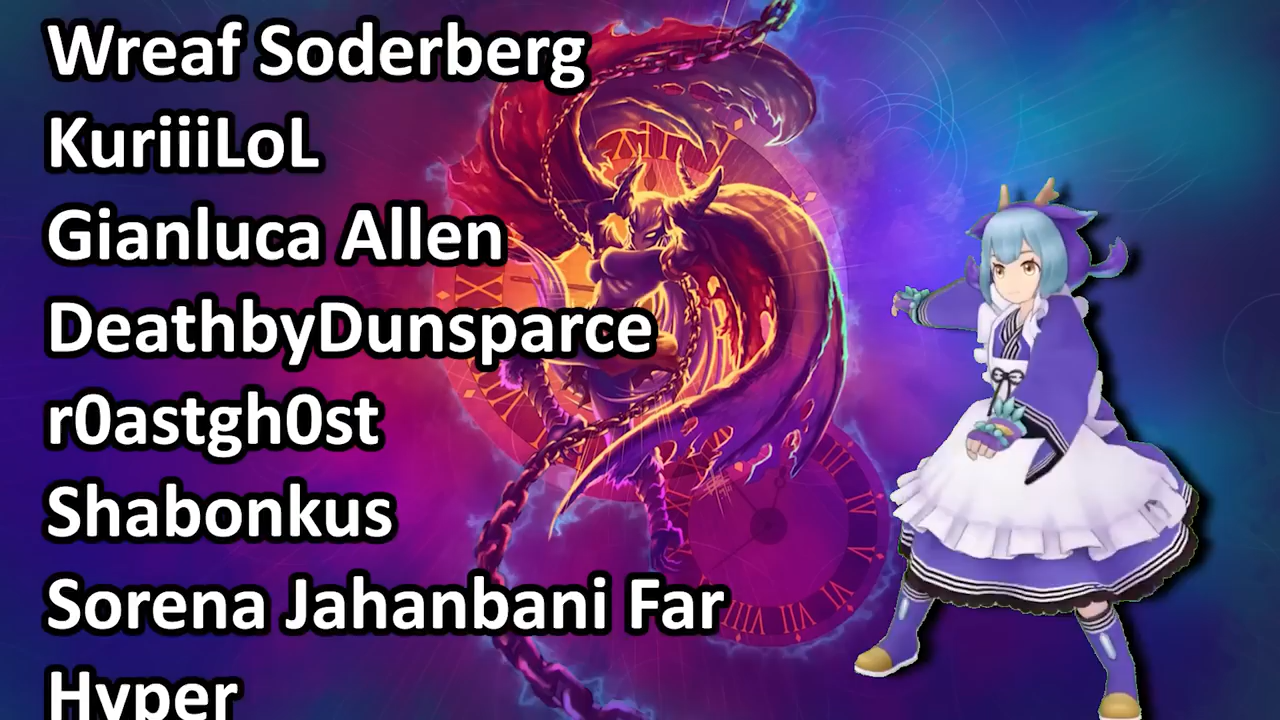 Wreaf Soderberg
KuriiiLoL
Gianluca Allen
DeathbyDunsparce
r0astgh0st
Shabonkus
Sorena Jahanbani Far
Hyper